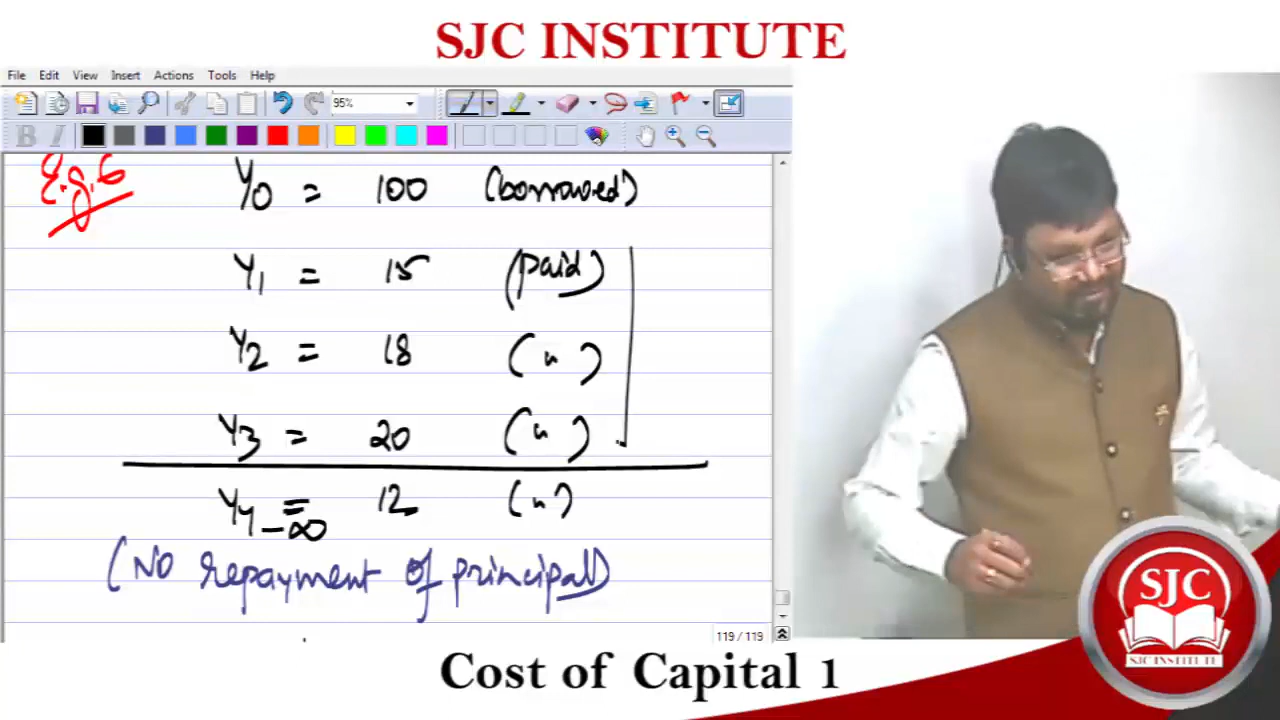 SJC INSTITUTE
File Edit View Insert Actions Tools Help
95%
E.g.6
Y0 = 100 (borrowed)
Y1 = 15 (paid)
Y2 = 18 (")
Y3 = 20 (")
Y4-∞ = 12 (")
(No repayment of principal)
119 / 119
SJC
SJC INSTITUTE
Cost of Capital 1